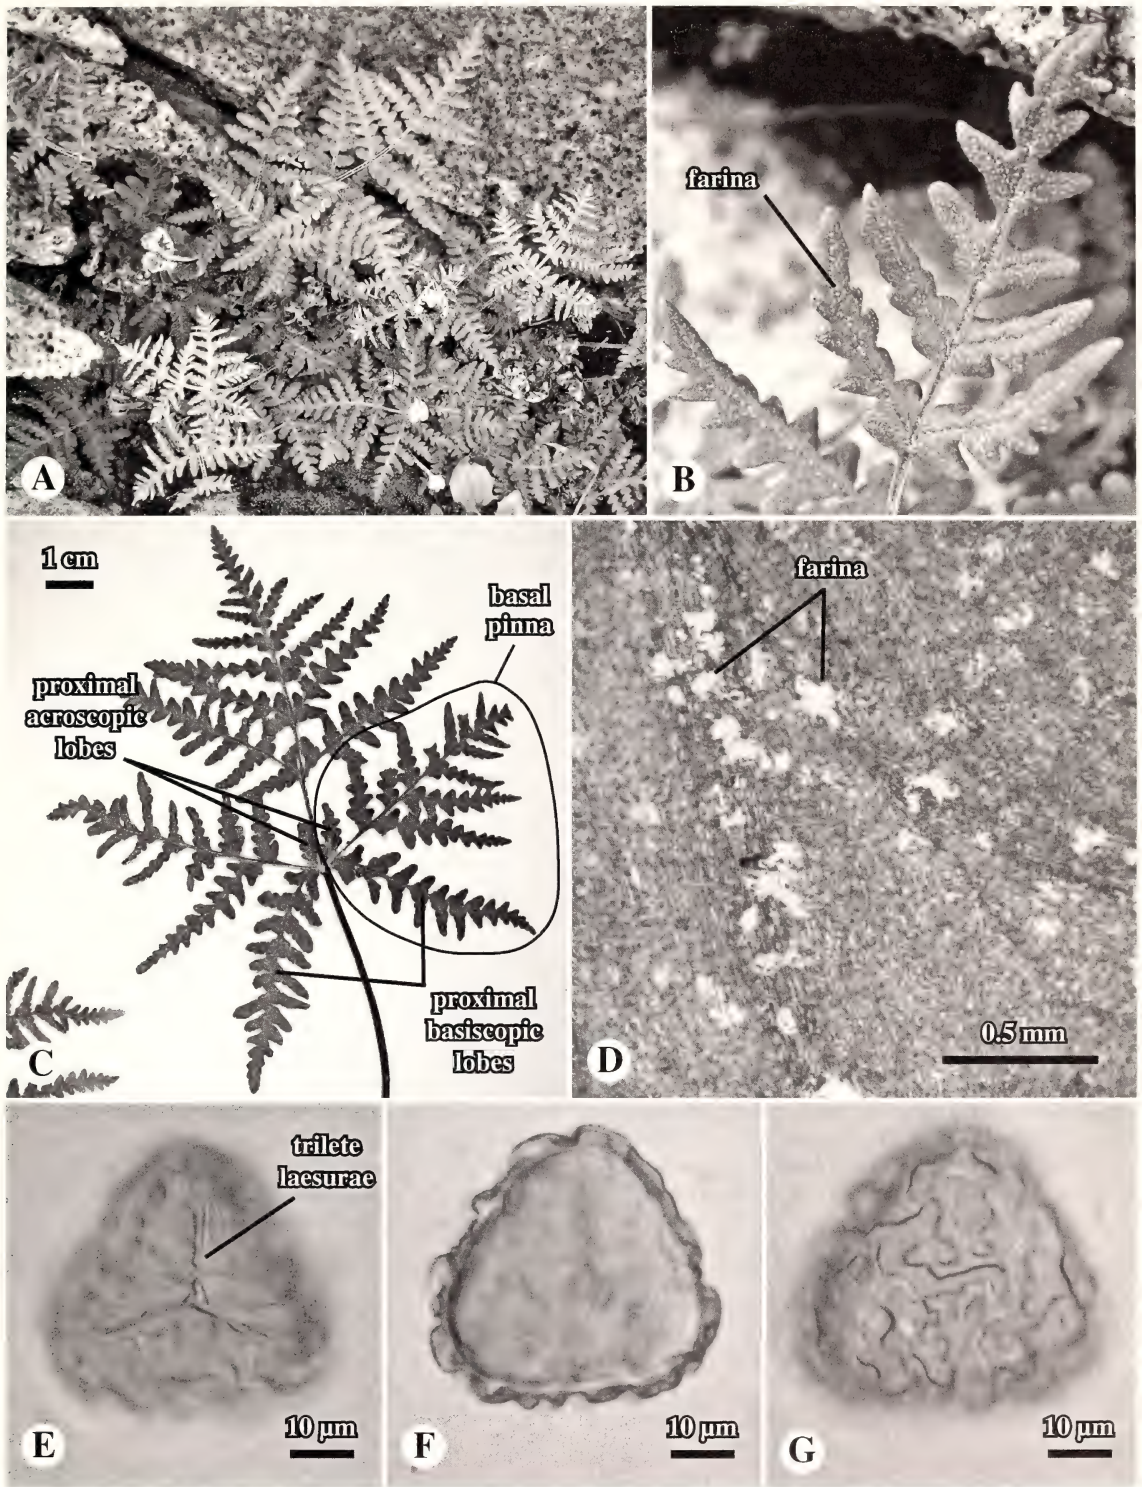 A
farina
B
1 cm
basal
pinna
proximal
acroscopic
lobes
proximal
basiscopic
lobes
C
farina
0.5 mm
D
trilete
laesurae
10 µm
E
10 µm
F
10 µm
G